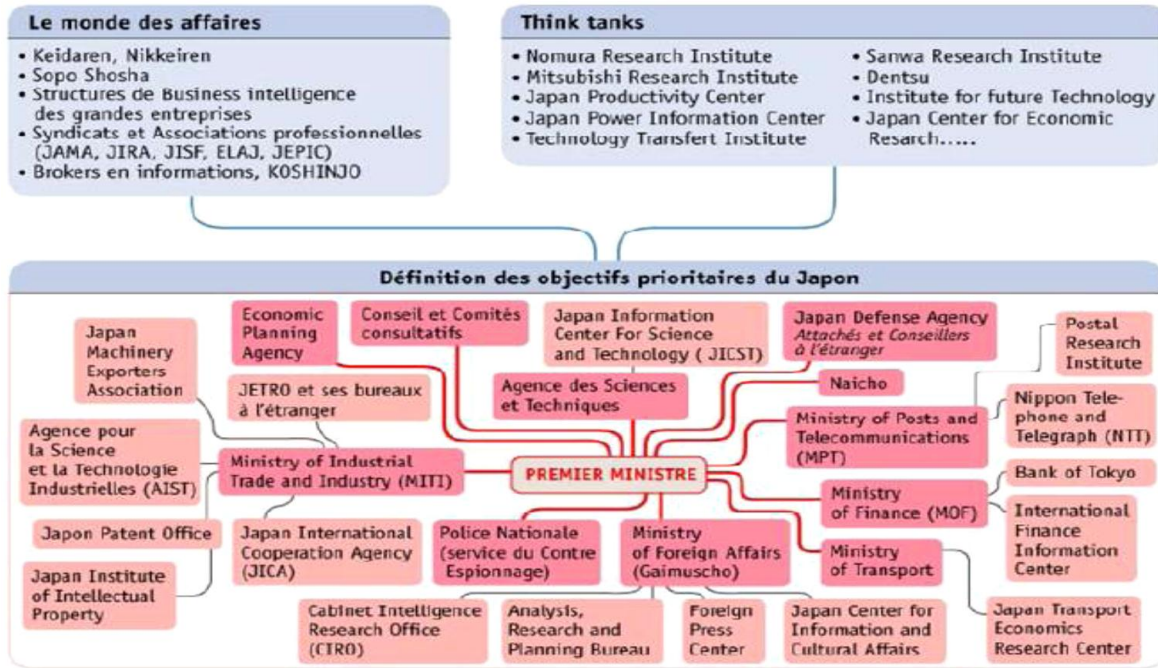 Le monde des affaires
• Keidaren, Nikkeiren
• Sopo Shosha
• Structures de Business intelligence
des grandes entreprises
• Syndicats et Associations professionnelles
(JAMA, JIRA, JISF, ELAJ, JEPIC)
• Brokers en informations, KOSHINJO
Think tanks
• Nomura Research Institute
• Mitsubishi Research Institute
• Japan Productivity Center
• Japan Power Information Center
• Technology Transfert Institute
• Sanwa Research Institute
• Dentsu
• Institute for future Technology
• Japan Center for Economic
Resarch.....
Définition des objectifs prioritaires du Japon
Japan
Machinery
Exporters
Association
Economic
Planning
Agency
Conseil et Comités
consultatifs
Japan Information
Center For Science
and Technology ( JICST)
Japan Defense Agency
Attachés et Conseillers
à l'étranger
Postal
Research
Institute
JETRO et ses bureaux
à l'étranger
Agence des Sciences
et Techniques
Naicho
Agence pour
la Science
et la Technologie
Industrielles (AIST)
Ministry of Industrial
Trade and Industry (MITI)
PREMIER MINISTRE
Ministry of Posts and
Telecommunications
(MPT)
Nippon Tele-
phone and
Telegraph (NTT)
Bank of Tokyo
Ministry
of Finance (MOF)
International
Finance
Information
Center
Japon Patent Office
Japan International
Cooperation Agency
(JICA)
Police Nationale
(service du Contre
Espionnage)
Ministry
of Foreign Affairs
(Gaimuscho)
Ministry
of Transport
Japan Institute
of Intellectual
Property
Cabinet Intelligence
Research Office
(CIRO)
Analysis,
Research and
Planning Bureau
Foreign
Press
Center
Japan Center for
Information and
Cultural Affairs
Japan Transport
Economics
Research Center